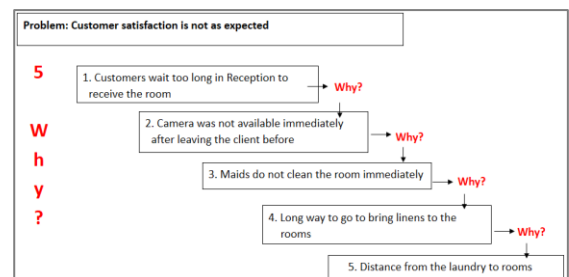 Problem: Customer satisfaction is not as expected
5
W
h
y
?
1. Customers wait too long in Reception to
receive the room
Why?
2. Camera was not available immediately
after leaving the client before
Why?
3. Maids do not clean the room immediately
Why?
4. Long way to go to bring linens to the
rooms
Why?
5. Distance from the laundry to rooms